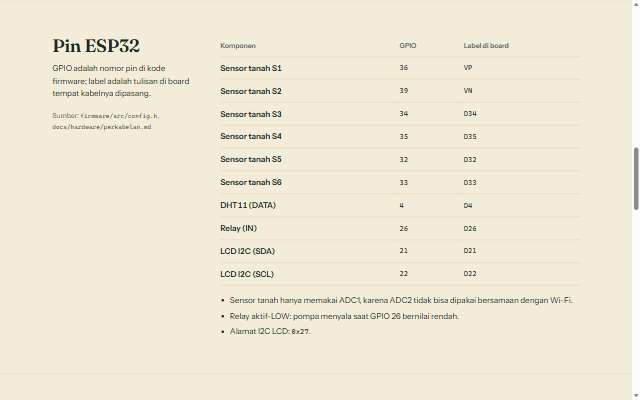 Pin ESP32
GPIO adalah nomor pin di kode
firmware; label adalah tulisan di board
tempat kabelnya dipasang.
Sumber: firmware/src/config.h,
docs/hardware/perkabelan.md
Komponen GPIO Label di board
Sensor tanah S1 36 VP
Sensor tanah S2 39 VN
Sensor tanah S3 34 D34
Sensor tanah S4 35 D35
Sensor tanah S5 32 D32
Sensor tanah S6 33 D33
DHT11 (DATA) 4 D4
Relay (IN) 26 D26
LCD I2C (SDA) 21 D21
LCD I2C (SCL) 22 D22
• Sensor tanah hanya memakai ADC1, karena ADC2 tidak bisa dipakai bersamaan dengan Wi-Fi.
• Relay aktif-LOW: pompa menyala saat GPIO 26 bernilai rendah.
• Alamat I2C LCD: 0x27.